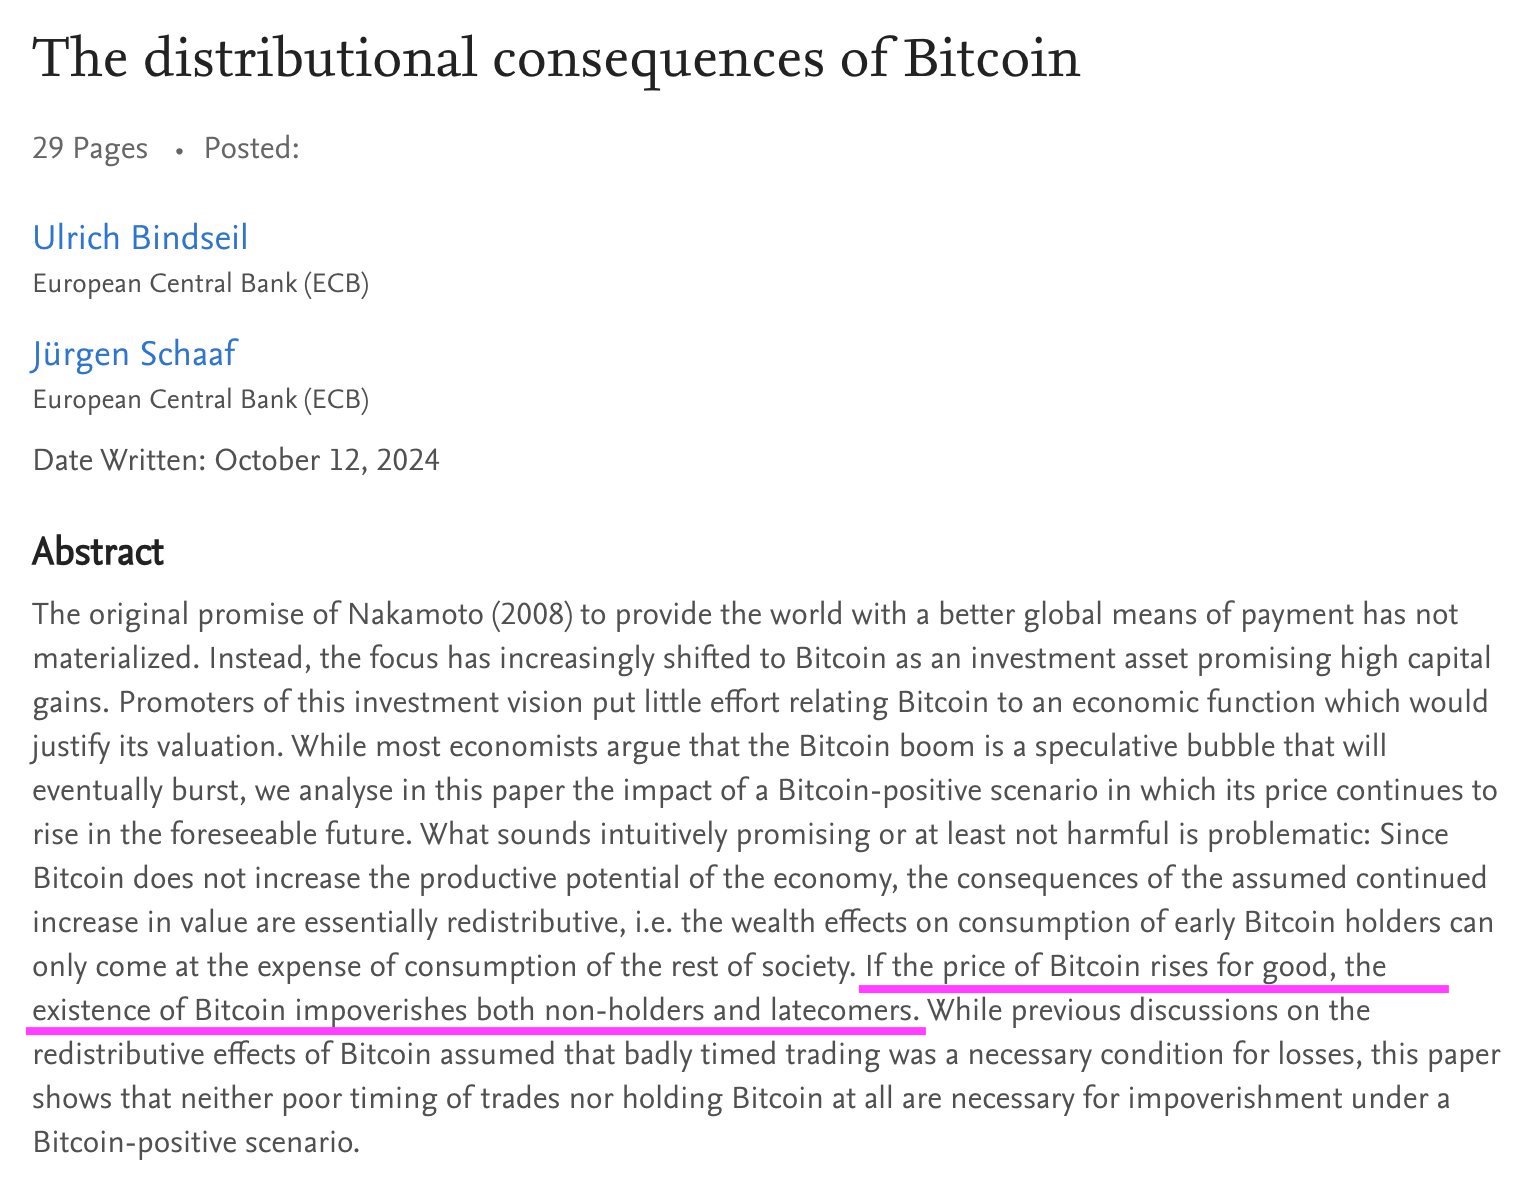 The distributional consequences of Bitcoin
29 Pages • Posted:
Ulrich Bindseil
European Central Bank (ECB)
Jürgen Schaaf
European Central Bank (ECB)
Date Written: October 12, 2024
Abstract
The original promise of Nakamoto (2008) to provide the world with a better global means of payment has not
materialized. Instead, the focus has increasingly shifted to Bitcoin as an investment asset promising high capital
gains. Promoters of this investment vision put little effort relating Bitcoin to an economic function which would
justify its valuation. While most economists argue that the Bitcoin boom is a speculative bubble that will
eventually burst, we analyse in this paper the impact of a Bitcoin-positive scenario in which its price continues to
rise in the foreseeable future. What sounds intuitively promising or at least not harmful is problematic: Since
Bitcoin does not increase the productive potential of the economy, the consequences of the assumed continued
increase in value are essentially redistributive, i.e. the wealth effects on consumption of early Bitcoin holders can
only come at the expense of consumption of the rest of society. If the price of Bitcoin rises for good, the
existence of Bitcoin impoverishes both non-holders and latecomers. While previous discussions on the
redistributive effects of Bitcoin assumed that badly timed trading was a necessary condition for losses, this paper
shows that neither poor timing of trades nor holding Bitcoin at all are necessary for impoverishment under a
Bitcoin-positive scenario.